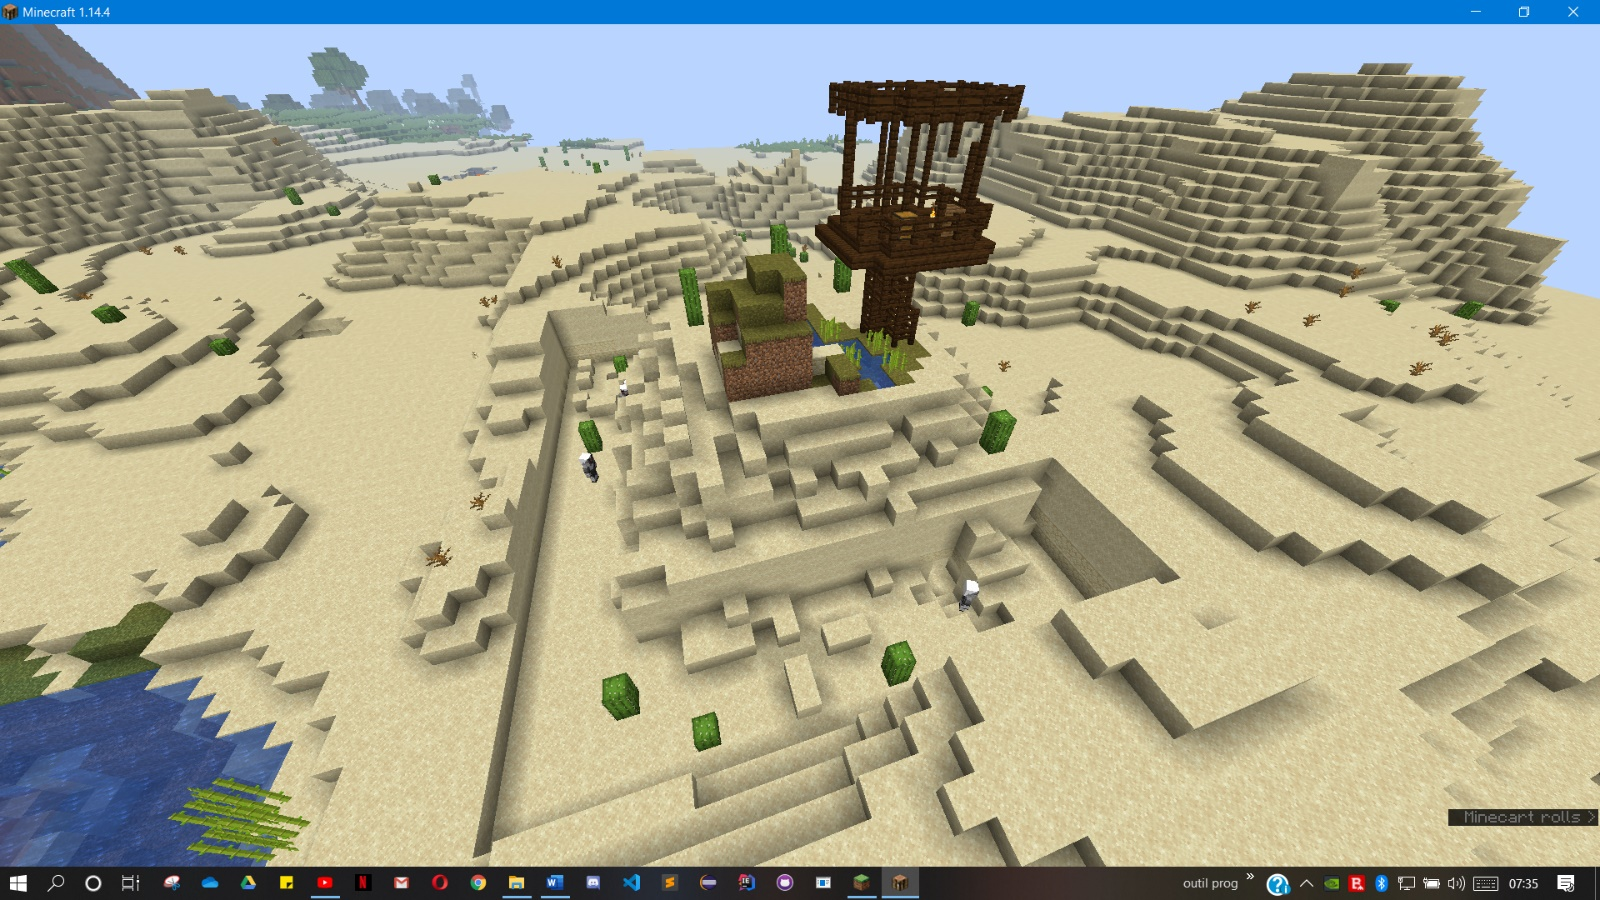 Minecraft 1.14.4
Minecart rolls >
outil prog »
07:35